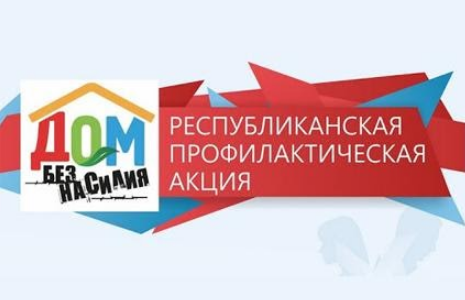 ДОМ
БЕЗ
НАСИЛИЯ
РЕСПУБЛИКАНСКАЯ
ПРОФИЛАКТИЧЕСКАЯ
АКЦИЯ